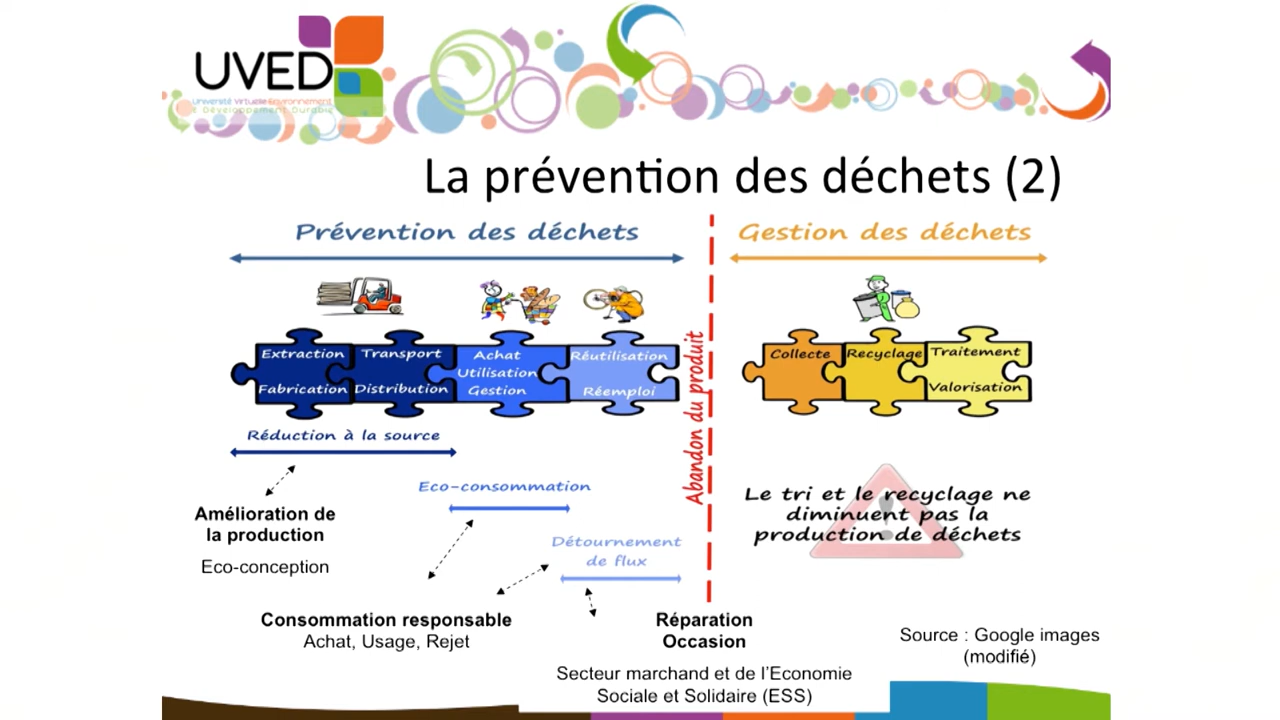 UVED
Université Virtuelle Environnement
& Développement Durable
La prévention des déchets (2)
Prévention des déchets
Gestion des déchets
Extraction
Fabrication
Transport
Distribution
Achat
Utilisation
Gestion
Réutilisation
Réemploi
Abandon du produit
Collecte
Recyclage
Traitement
Valorisation
Réduction à la source
Eco-consommation
Détournement
de flux
Le tri et le recyclage ne
diminuent pas la
production de déchets
Amélioration de
la production
Eco-conception
Consommation responsable
Achat, Usage, Rejet
Réparation
Occasion
Secteur marchand et de l’Economie
Sociale et Solidaire (ESS)
Source : Google images
(modifié)